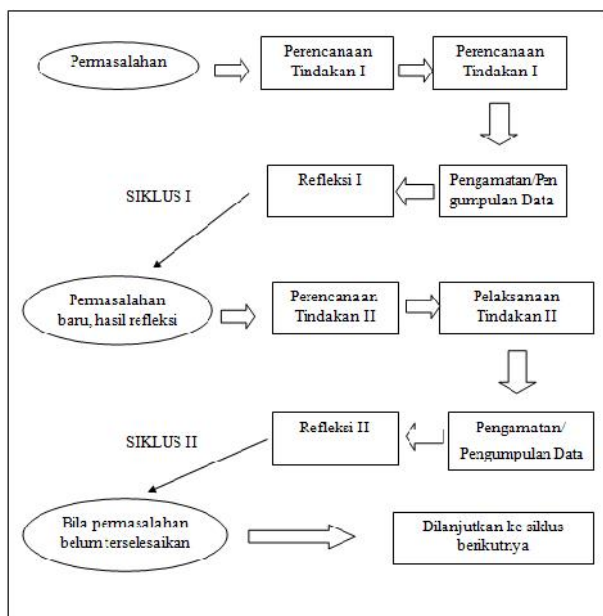 Permasalahan
Perencanaan
Tindakan I
Perencanaan
Tindakan I
SIKLUS I
Refleksi I
Pengamatan/Pen
gumpulan Data
Permasalahan
baru, hasil refleksi
Perencanaan
Tindakan II
Pelaksanaan
Tindakan II
SIKLUS II
Refleksi II
Pengamatan/
Pengumpulan Data
Bila permasalahan
belum terselesaikan
Dilanjutkan ke siklus
berikutnya